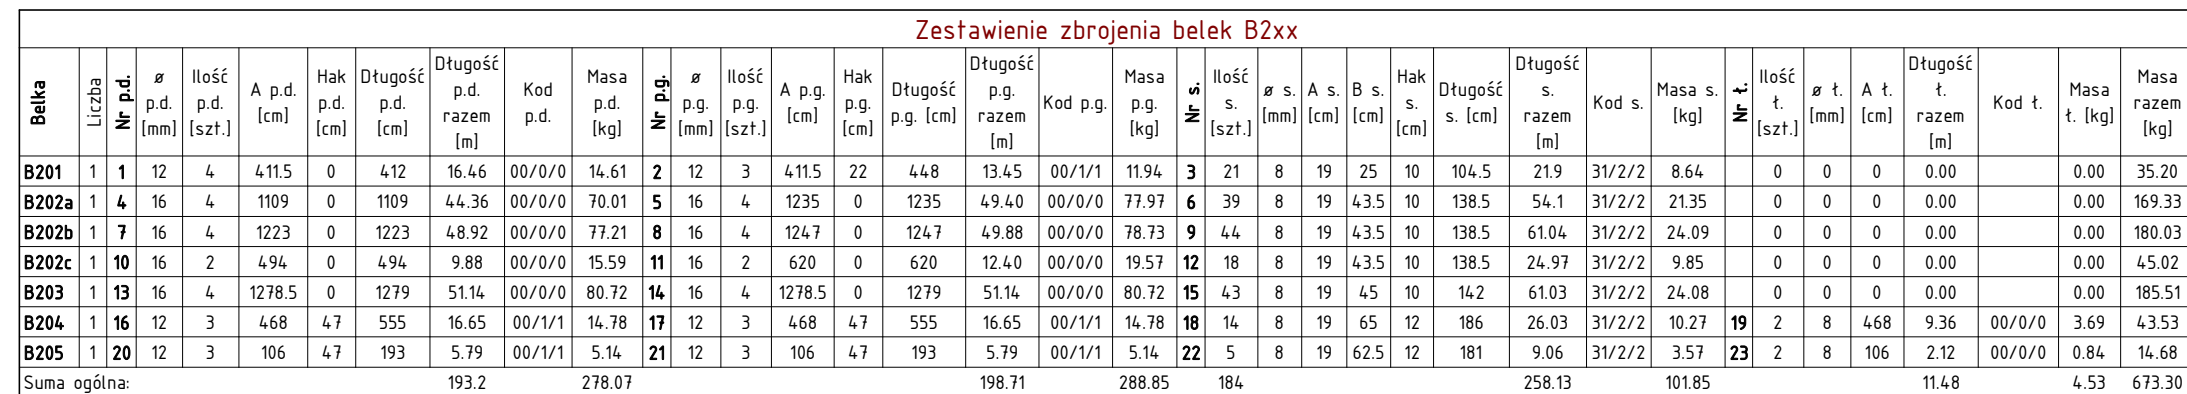 Zestawienie zbrojenia belek B2xx
Belka Liczba Nr p.d. ø p.d. [mm] Ilość p.d. [szt.] A p.d. [cm] Hak p.d. [cm] Długość p.d. [cm] Długość p.d. razem [m] Kod p.d. Masa p.d. [kg] Nr p.g. ø p.g. [mm] Ilość p.g. [szt.] A p.g. [cm] Hak p.g. [cm] Długość p.g. [cm] Długość p.g. razem [m] Kod p.g. Masa p.g. [kg] Nr s. Ilość s. [szt.] ø s. [mm] A s. [cm] B s. [cm] Hak s. [cm] Długość s. [cm] Długość s. razem [m] Kod s. Masa s. [kg] Nr ł. Ilość ł. [szt.] ø ł. [mm] A ł. [cm] Długość ł. razem [m] Kod ł. Masa ł. [kg] Masa razem [kg]
B201 1 1 12 4 411.5 0 412 16.46 00/0/0 14.61 2 12 3 411.5 22 448 13.45 00/1/1 11.94 3 21 8 19 25 10 104.5 21.9 31/2/2 8.64 0 0 0 0.00 0.00 35.20
B202a 1 4 16 4 1109 0 1109 44.36 00/0/0 70.01 5 16 4 1235 0 1235 49.40 00/0/0 77.97 6 39 8 19 43.5 10 138.5 54.1 31/2/2 21.35 0 0 0 0.00 0.00 169.33
B202b 1 7 16 4 1223 0 1223 48.92 00/0/0 77.21 8 16 4 1247 0 1247 49.88 00/0/0 78.73 9 44 8 19 43.5 10 138.5 61.04 31/2/2 24.09 0 0 0 0.00 0.00 180.03
B202c 1 10 16 2 494 0 494 9.88 00/0/0 15.59 11 16 2 620 0 620 12.40 00/0/0 19.57 12 18 8 19 43.5 10 138.5 24.97 31/2/2 9.85 0 0 0 0.00 0.00 45.02
B203 1 13 16 4 1278.5 0 1279 51.14 00/0/0 80.72 14 16 4 1278.5 0 1279 51.14 00/0/0 80.72 15 43 8 19 45 10 142 61.03 31/2/2 24.08 0 0 0 0.00 0.00 185.51
B204 1 16 12 3 468 47 555 16.65 00/1/1 14.78 17 12 3 468 47 555 16.65 00/1/1 14.78 18 14 8 19 65 12 186 26.03 31/2/2 10.27 19 2 8 468 9.36 00/0/0 3.69 43.53
B205 1 20 12 3 106 47 193 5.79 00/1/1 5.14 21 12 3 106 47 193 5.79 00/1/1 5.14 22 5 8 19 62.5 12 181 9.06 31/2/2 3.57 23 2 8 106 2.12 00/0/0 0.84 14.68
Suma ogólna: 193.2 278.07 198.71 288.85 184 258.13 101.85 11.48 4.53 673.30